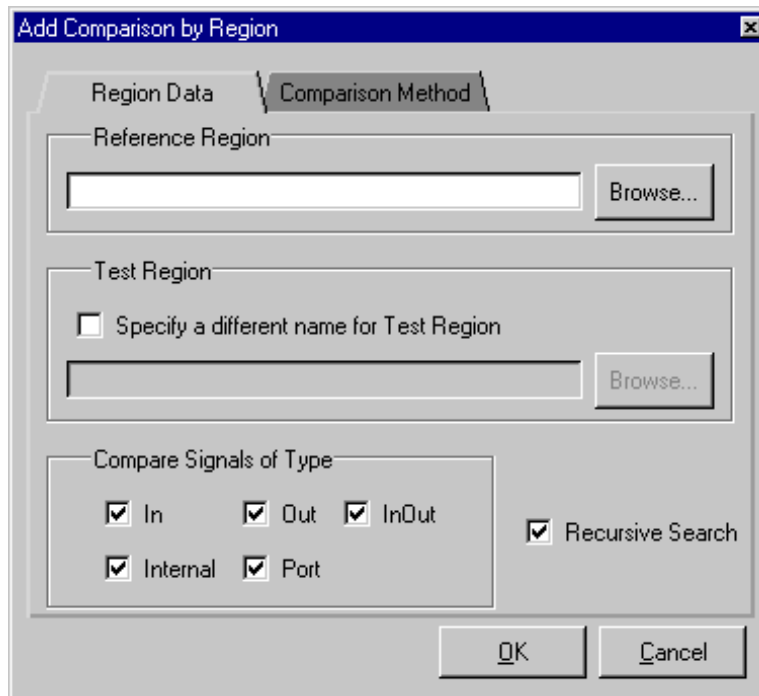 Add Comparison by Region
Region Data
Comparison Method
Reference Region
Browse...
Test Region
Specify a different name for Test Region
Browse...
Compare Signals of Type
In
Out
InOut
Recursive Search
Internal
Port
OK
Cancel